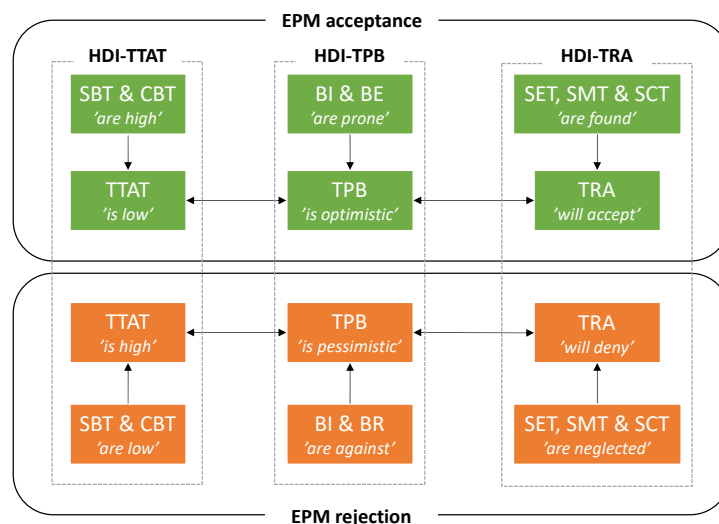 EPM acceptance
HDI-TTAT
HDI-TPB
HDI-TRA
SBT & CBT
'are high'
BI & BE
'are prone'
SET, SMT & SCT
'are found'
TTAT
'is low'
TPB
'is optimistic'
TRA
'will accept'
TTAT
'is high'
TPB
'is pessimistic'
TRA
'will deny'
SBT & CBT
'are low'
BI & BR
'are against'
SET, SMT & SCT
'are neglected'
EPM rejection